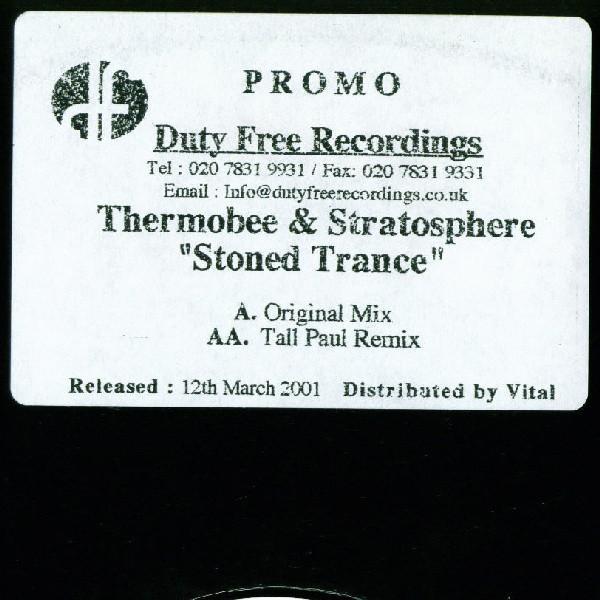 PROMO
Duty Free Recordings
Tel : 020 7831 9931 / Fax: 020 7831 9331
Email : Info@dutyfreerecordings.co.uk
Thermobee & Stratosphere
"Stoned Trance"
A. Original Mix
AA. Tall Paul Remix
Released : 12th March 2001 Distributed by Vital